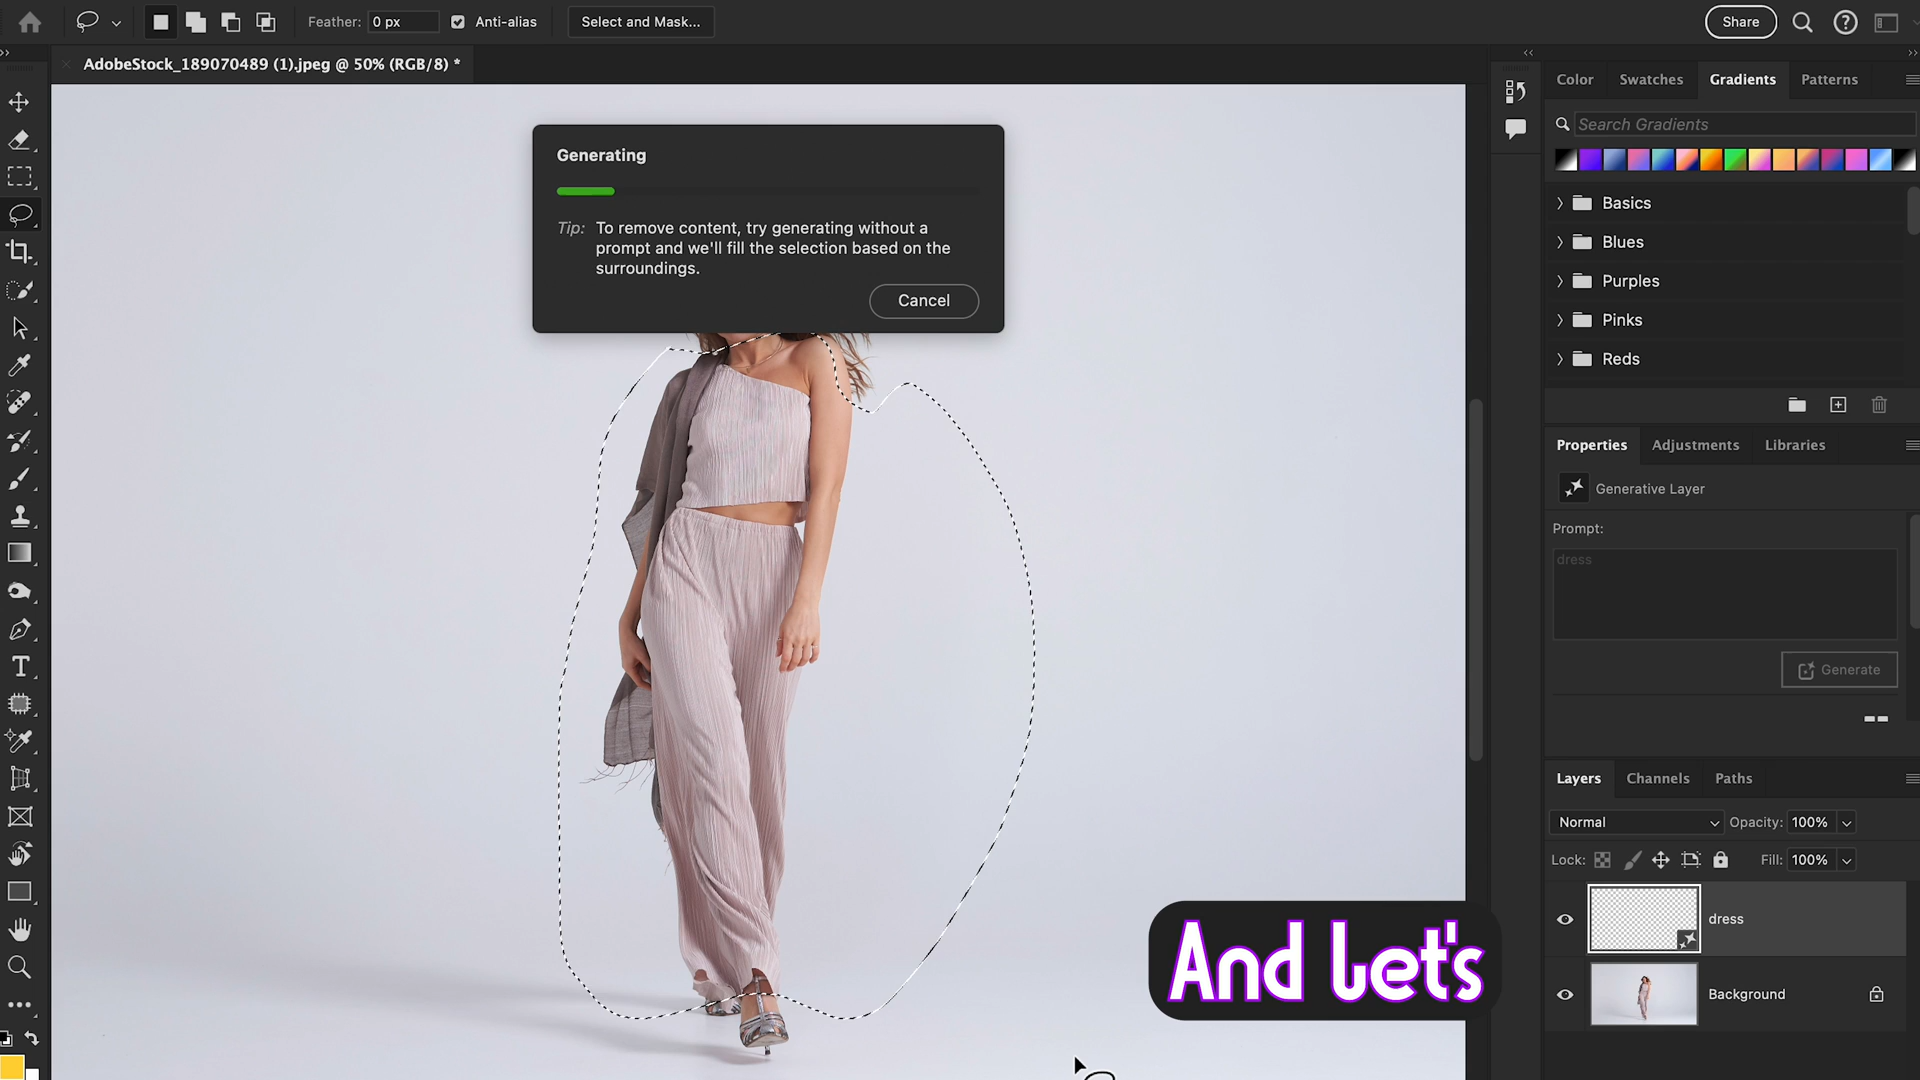 Feather: 0 px
Anti-alias
Select and Mask...
Share
AdobeStock_189070489 (1).jpeg @ 50% (RGB/8) *
Color Swatches Gradients Patterns
Search Gradients
Basics
Blues
Purples
Pinks
Reds
Generating
Tip: To remove content, try generating without a
prompt and we'll fill the selection based on the
surroundings.
Cancel
Properties Adjustments Libraries
Generative Layer
Prompt:
dress
Generate
Layers Channels Paths
Normal Opacity: 100%
Lock: Fill: 100%
dress
Background
And Let's